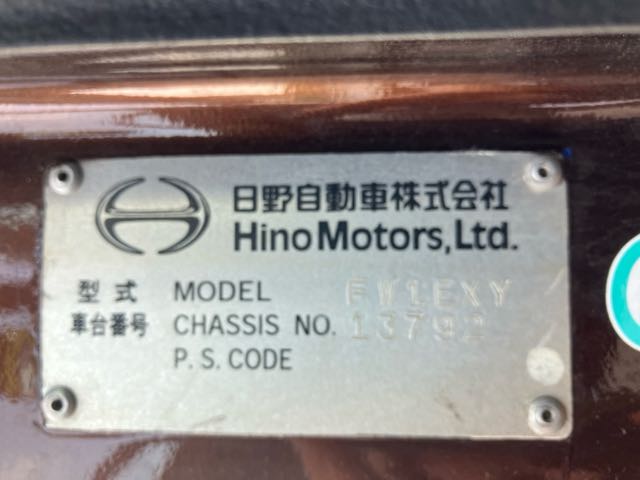 日野自動車株式会社
Hino Motors, Ltd.
型式 MODEL FW1EXY
車台番号 CHASSIS NO. 13792
P.S. CODE